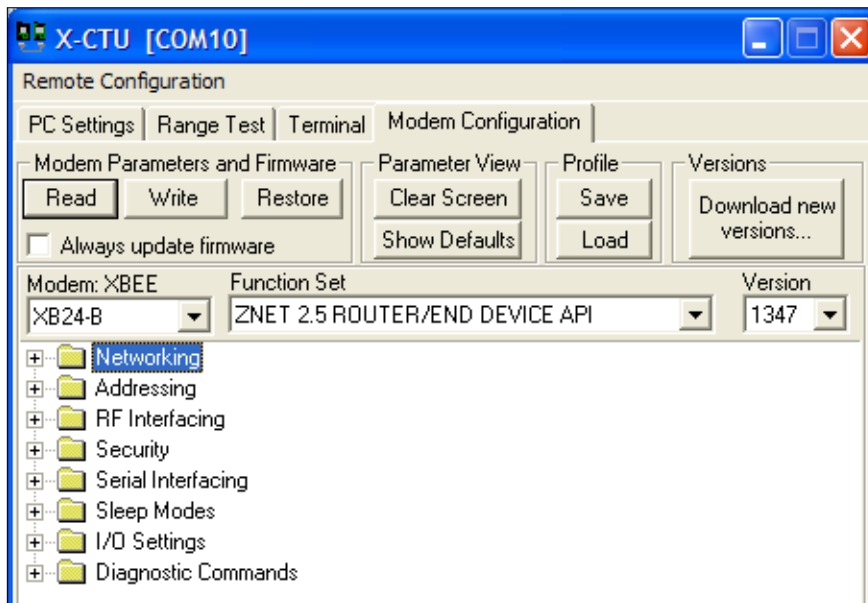 X-CTU [COM10]
Remote Configuration
PC Settings Range Test Terminal Modem Configuration
Modem Parameters and Firmware Parameter View Profile Versions
Read Write Restore Clear Screen Save Download new versions...
Always update firmware Show Defaults Load
Modem: XBEE Function Set Version
XB24-B ZNET 2.5 ROUTER/END DEVICE API 1347
Networking
Addressing
RF Interfacing
Security
Serial Interfacing
Sleep Modes
I/O Settings
Diagnostic Commands